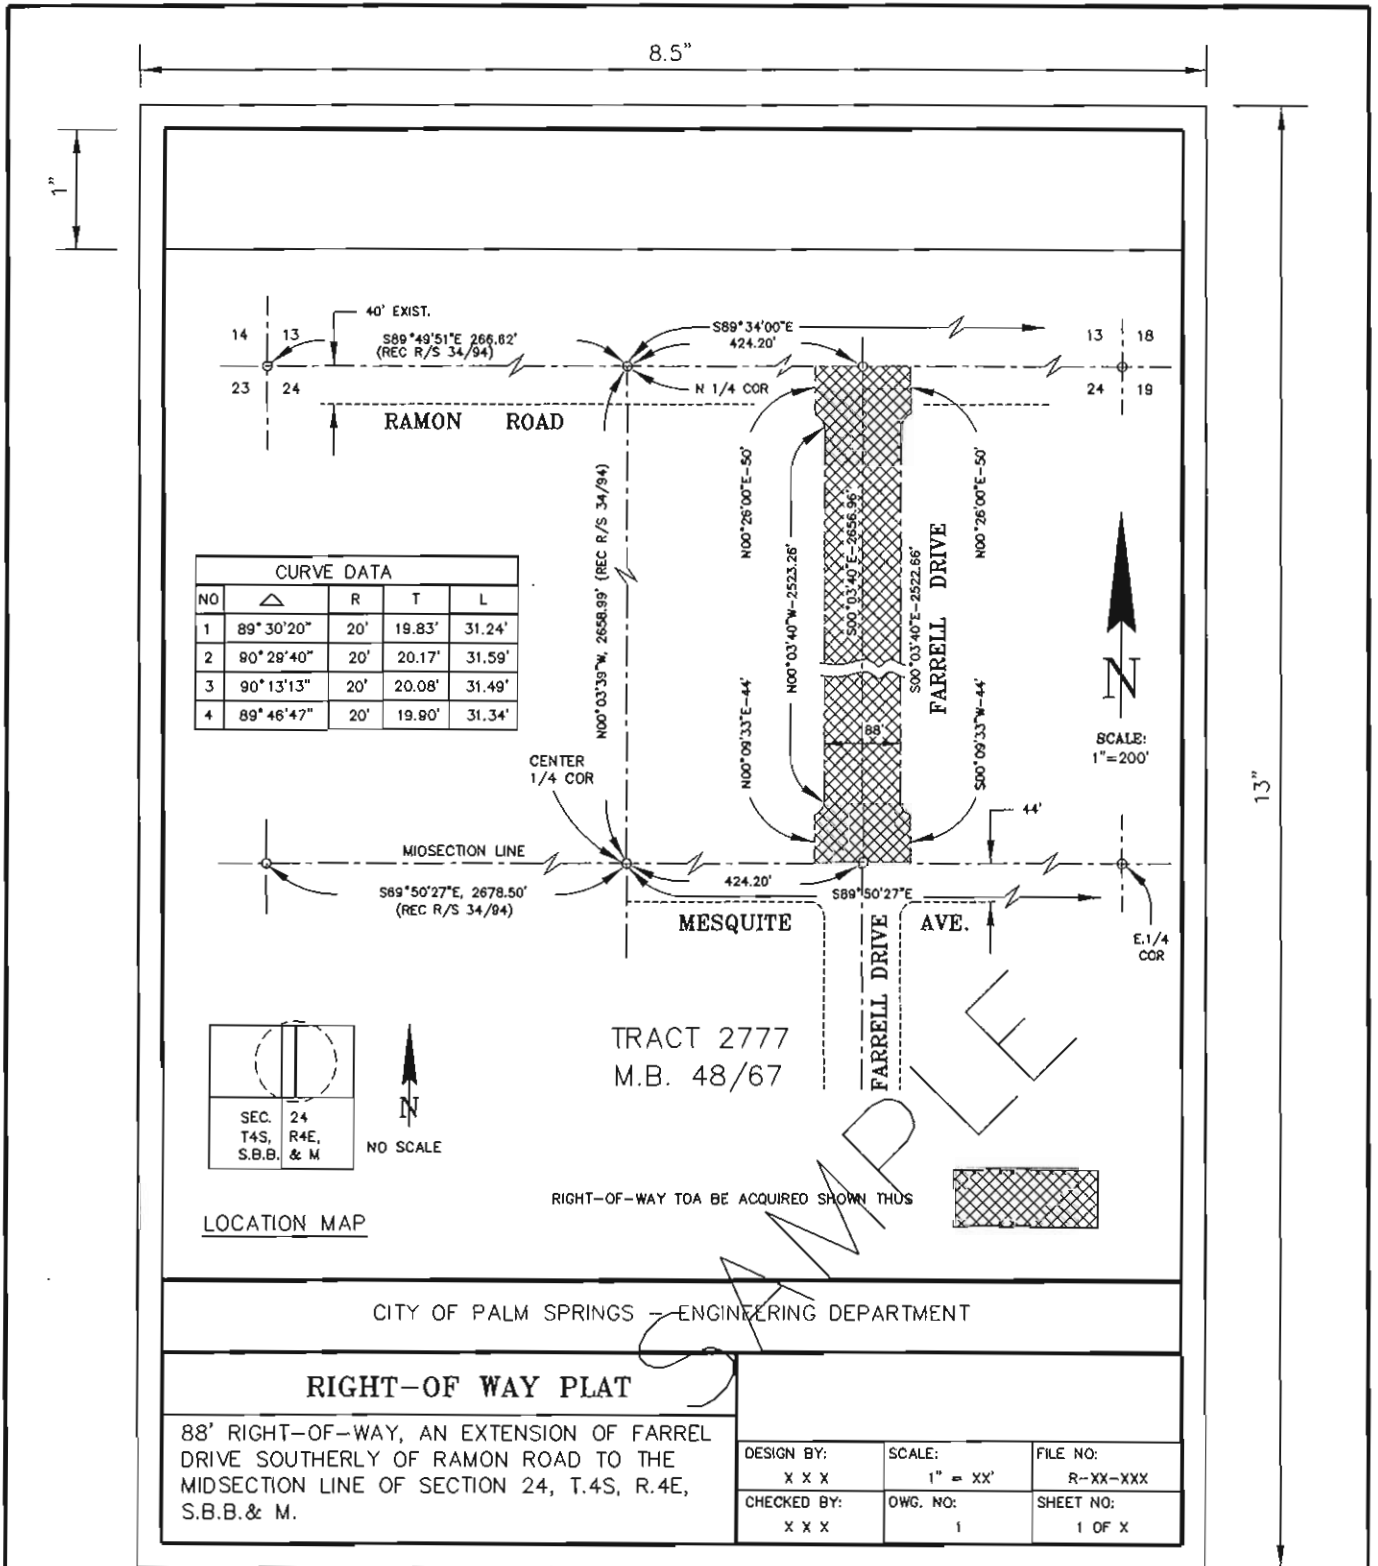 8.5"
1"
13"
14 13
23 24
40' EXIST.
S89°49'51"E 266.62'
(REC R/S 34/94)
S89°34'00"E
424.20'
N 1/4 COR
13 18
24 19
RAMON ROAD
N00°03'39"W, 2658.99' (REC R/S 34/94)
N00°26'00"E-50'
N00°26'00"E-50'
N00°03'40"W-2523.26'
S00°03'40"E-2656.96'
S00°03'40"E-2522.66'
FARRELL DRIVE
N00°09'33"E-44'
S00°09'33"W-44'
88'
N
SCALE:
1"=200'
CURVE DATA
NO △ R T L
1 89°30'20" 20' 19.83' 31.24'
2 90°29'40" 20' 20.17' 31.59'
3 90°13'13" 20' 20.08' 31.49'
4 89°46'47" 20' 19.90' 31.34'
CENTER
1/4 COR
44'
MIDSECTION LINE
S69°50'27"E, 2678.50'
(REC R/S 34/94)
424.20'
S89°50'27"E
MESQUITE AVE.
E.1/4
COR
FARRELL DRIVE
TRACT 2777
M.B. 48/67
SEC. 24
T4S, R4E,
S.B.B. & M
N
NO SCALE
LOCATION MAP
RIGHT-OF-WAY TOA BE ACQUIRED SHOWN THUS
SAMPLE
CITY OF PALM SPRINGS - ENGINEERING DEPARTMENT
RIGHT-OF WAY PLAT
88' RIGHT-OF-WAY, AN EXTENSION OF FARREL
DRIVE SOUTHERLY OF RAMON ROAD TO THE
MIDSECTION LINE OF SECTION 24, T.4S, R.4E,
S.B.B.& M.
DESIGN BY:
X X X
SCALE:
1" = XX'
FILE NO:
R-XX-XXX
CHECKED BY:
X X X
DWG. NO:
1
SHEET NO:
1 OF X